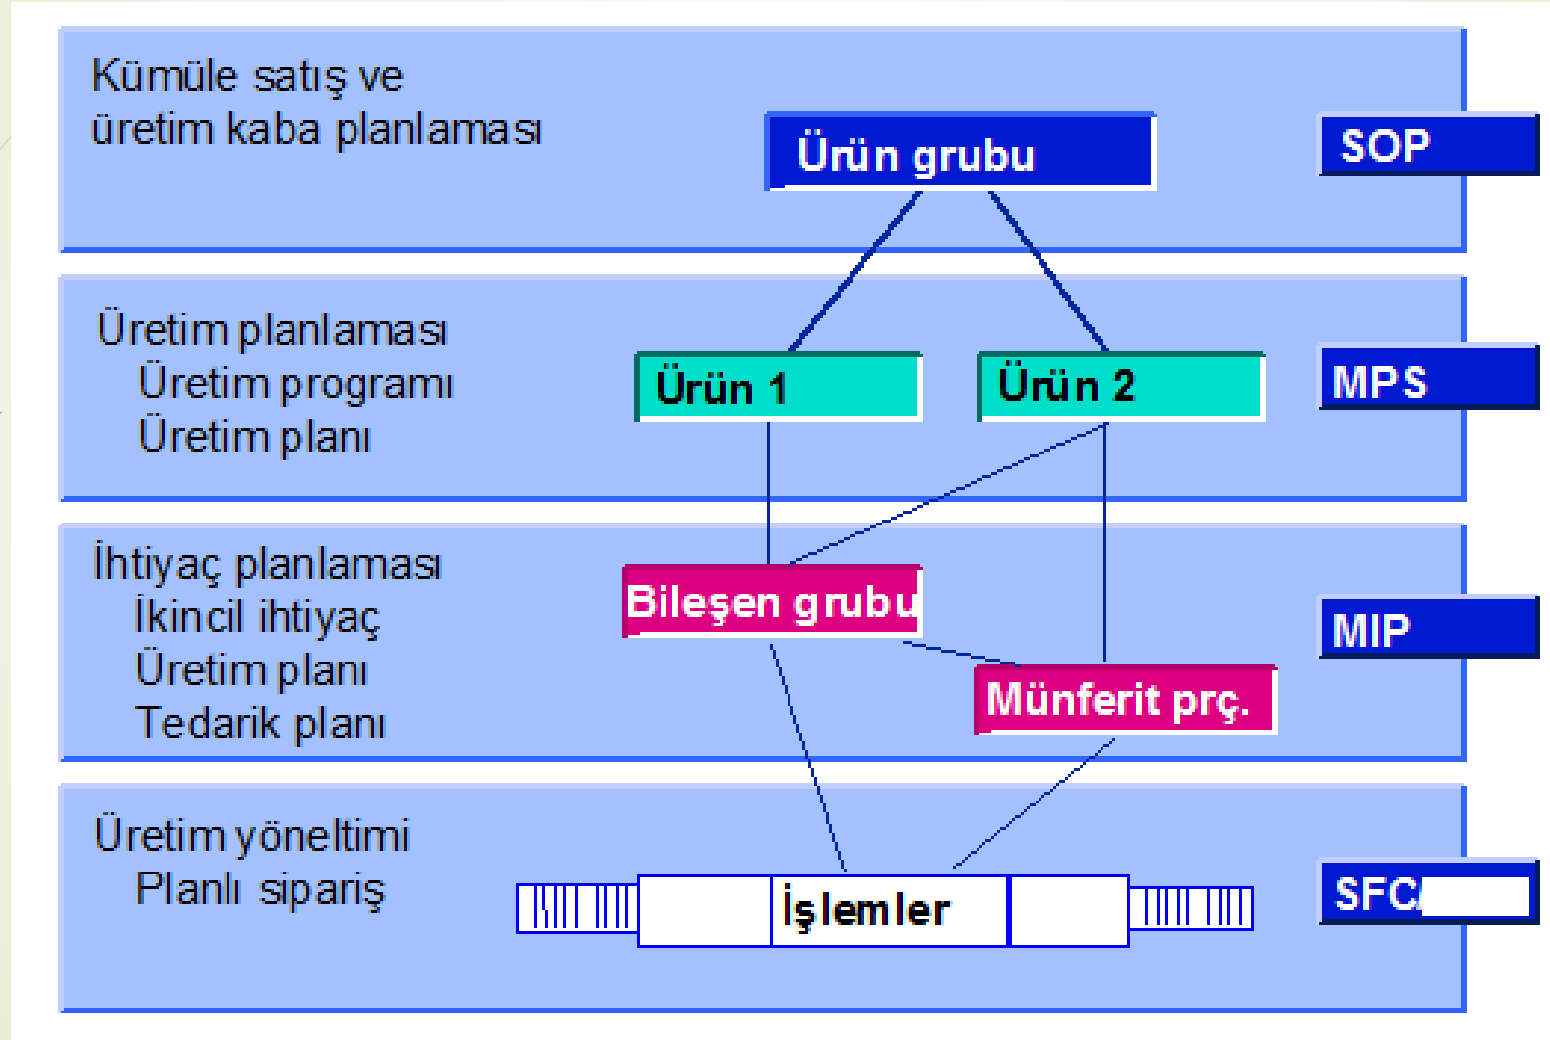 Kümüle satış ve
üretim kaba planlaması
Ürün grubu
SOP
Üretim planlaması
Üretim programı
Üretim planı
Ürün 1
Ürün 2
MPS
İhtiyaç planlaması
İkincil ihtiyaç
Üretim planı
Tedarik planı
Bileşen grubu
Münferit prç.
MIP
Üretim yöneltimi
Planlı sipariş
İşlemler
SFC